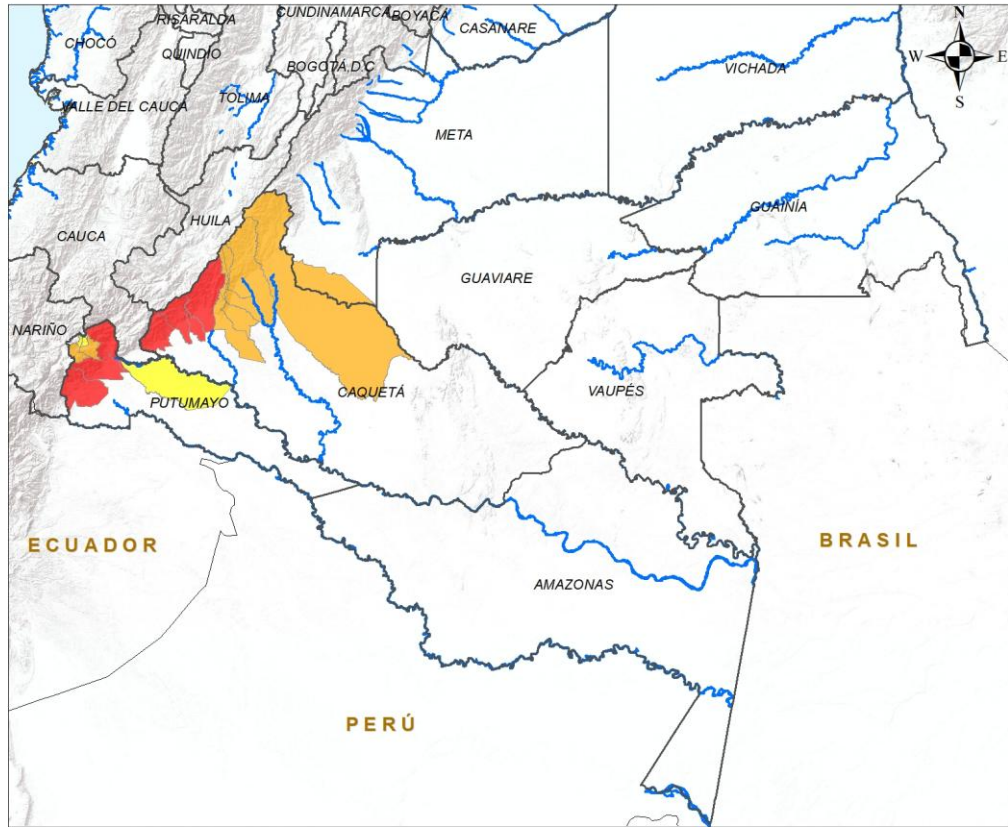 RISARALDA
CUNDINAMARCA
BOYACÁ
CASANARE
N
CHOCÓ
QUINDÍO
BOGOTÁ D.C
W
E
VICHADA
S
VALLE DEL CAUCA
TOLIMA
META
HUILA
GUAINÍA
CAUCA
GUAVIARE
NARIÑO
CAQUETÁ
VAUPÉS
PUTUMAYO
ECUADOR
BRASIL
AMAZONAS
PERÚ